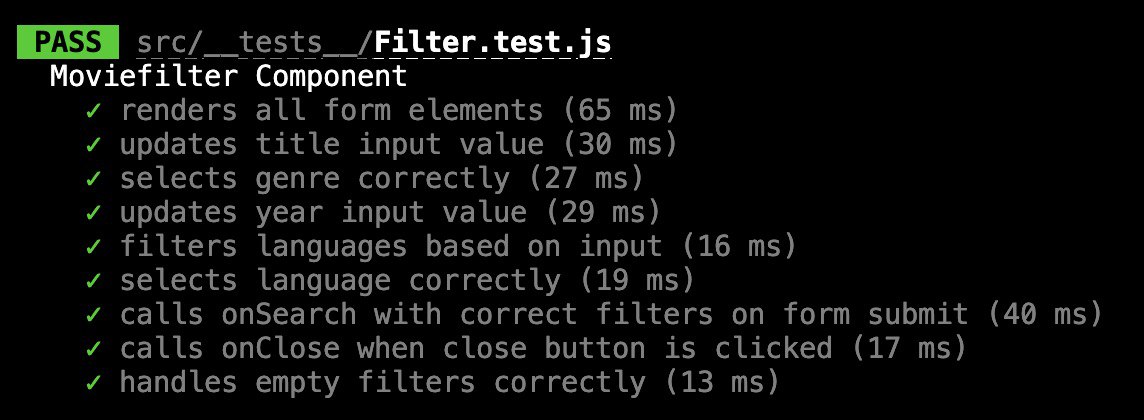 PASS src/__tests__/Filter.test.js
Moviefilter Component
✓ renders all form elements (65 ms)
✓ updates title input value (30 ms)
✓ selects genre correctly (27 ms)
✓ updates year input value (29 ms)
✓ filters languages based on input (16 ms)
✓ selects language correctly (19 ms)
✓ calls onSearch with correct filters on form submit (40 ms)
✓ calls onClose when close button is clicked (17 ms)
✓ handles empty filters correctly (13 ms)